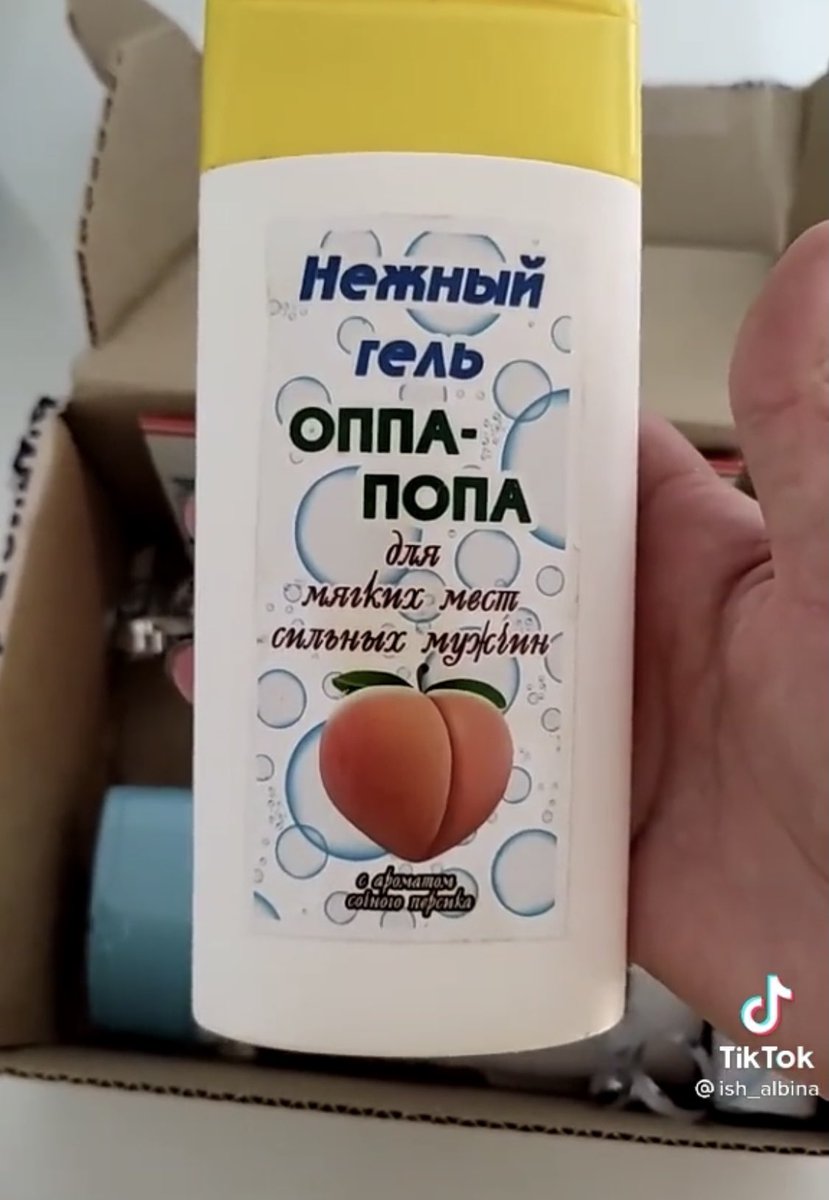 Нежный
гель
ОППА-
ПОПА
для
мягких мест
сильных мужчин
с ароматом
сочного персика
TikTok
@ish_albina